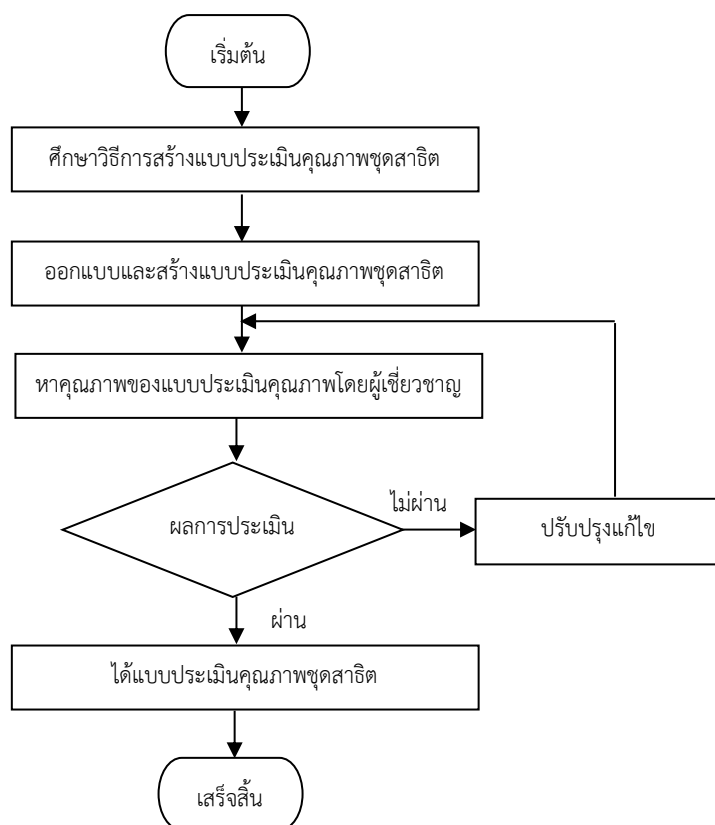 เริ่มต้น
ศึกษาวิธีการสร้างแบบประเมินคุณภาพชุดสาธิต
ออกแบบและสร้างแบบประเมินคุณภาพชุดสาธิต
หาคุณภาพของแบบประเมินคุณภาพโดยผู้เชี่ยวชาญ
ผลการประเมิน
ไม่ผ่าน
ปรับปรุงแก้ไข
ผ่าน
ได้แบบประเมินคุณภาพชุดสาธิต
เสร็จสิ้น